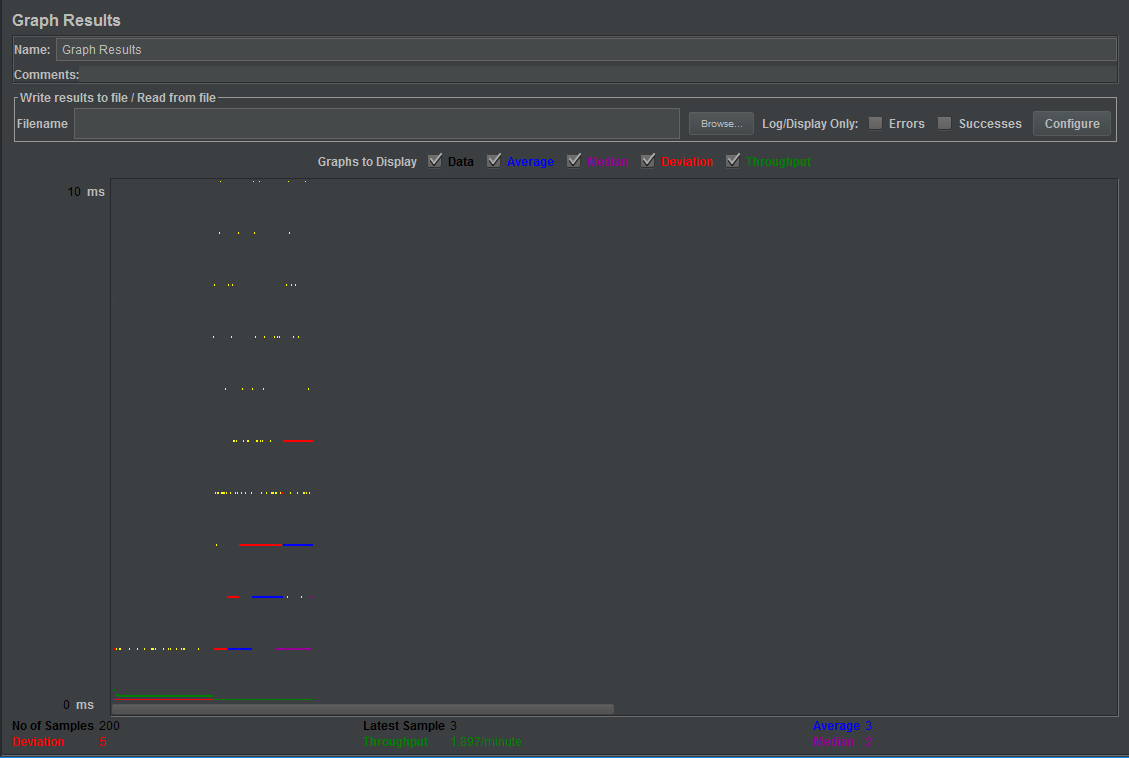 Graph Results
Name: Graph Results
Comments:
Write results to file / Read from file
Filename Browse... Log/Display Only: Errors Successes Configure
Graphs to Display Data Average Median Deviation Throughput
10 ms
0 ms
No of Samples 200 Latest Sample 3 Average 3
Deviation 5 Throughput 1.897/minute Median 2